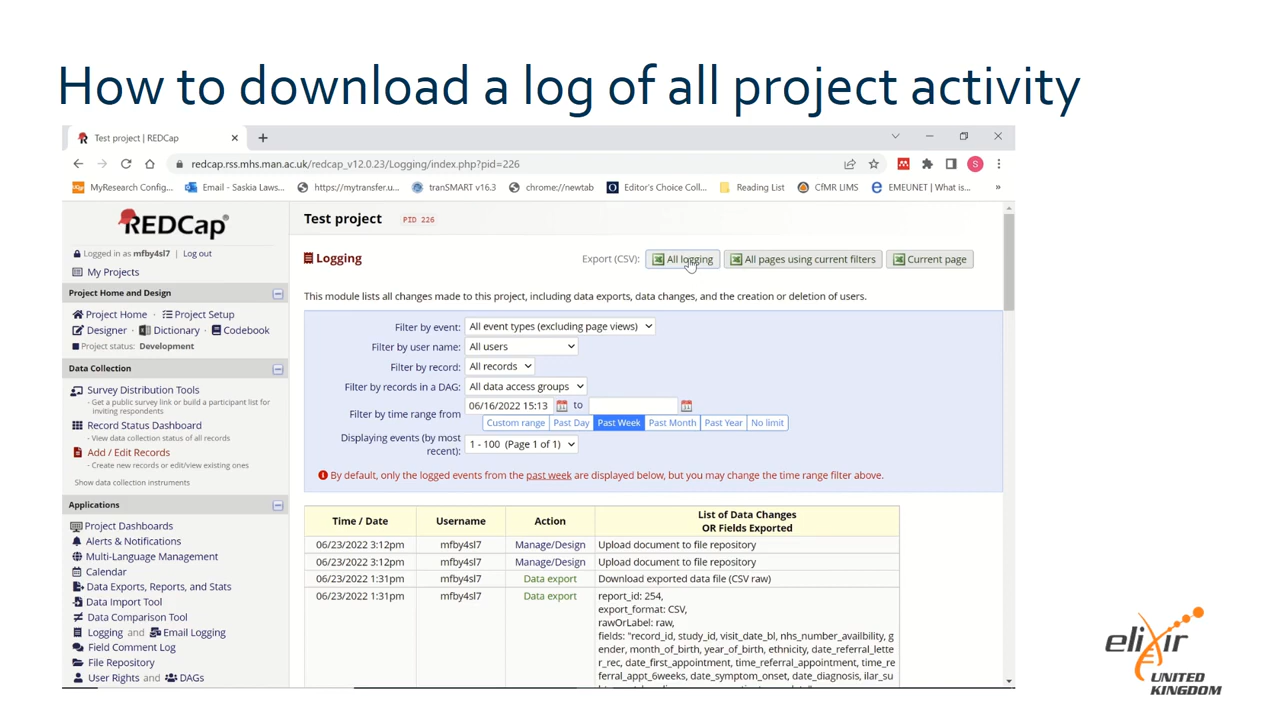 How to download a log of all project activity
Test project | REDCap
redcap.rss.mhs.man.ac.uk/redcap_v12.0.23/Logging/index.php?pid=226
S
MyResearch Config... Email - Saskia Laws... https://mytransfer.u... tranSMART v16.3 chrome://newtab Editor's Choice Coll... Reading List CfMR LIMS EMEUNET | What is... »
REDCap
Logged in as mfby4sl7 | Log out
My Projects
Project Home and Design
Project Home · Project Setup
Designer · Dictionary · Codebook
Project status: Development
Data Collection
Survey Distribution Tools
- Get a public survey link or build a participant list for
inviting respondents
Record Status Dashboard
- View data collection status of all records
Add / Edit Records
- Create new records or edit/view existing ones
Show data collection instruments
Applications
Project Dashboards
Alerts & Notifications
Multi-Language Management
Calendar
Data Exports, Reports, and Stats
Data Import Tool
Data Comparison Tool
Logging and Email Logging
Field Comment Log
File Repository
User Rights and DAGs
Test project PID 226
Logging
Export (CSV): All logging All pages using current filters Current page
This module lists all changes made to this project, including data exports, data changes, and the creation or deletion of users.
Filter by event: All event types (excluding page views)
Filter by user name: All users
Filter by record: All records
Filter by records in a DAG: All data access groups
Filter by time range from 06/16/2022 15:13 to
Custom range Past Day Past Week Past Month Past Year No limit
Displaying events (by most
recent): 1 - 100 (Page 1 of 1)
By default, only the logged events from the past week are displayed below, but you may change the time range filter above.
Time / Date Username Action List of Data Changes
OR Fields Exported
06/23/2022 3:12pm mfby4sl7 Manage/Design Upload document to file repository
06/23/2022 3:12pm mfby4sl7 Manage/Design Upload document to file repository
06/23/2022 1:31pm mfby4sl7 Data export Download exported data file (CSV raw)
06/23/2022 1:31pm mfby4sl7 Data export report_id: 254,
export_format: CSV,
rawOrLabel: raw,
fields: "record_id, study_id, visit_date_bl, nhs_number_availbility, g
ender, month_of_birth, year_of_birth, ethnicity, date_referral_lette
r_rec, date_first_appointment, time_referral_appointment, time_re
ferral_appt_6weeks, date_symptom_onset, date_diagnosis, ilar_su
elixir
UNITED
KINGDOM